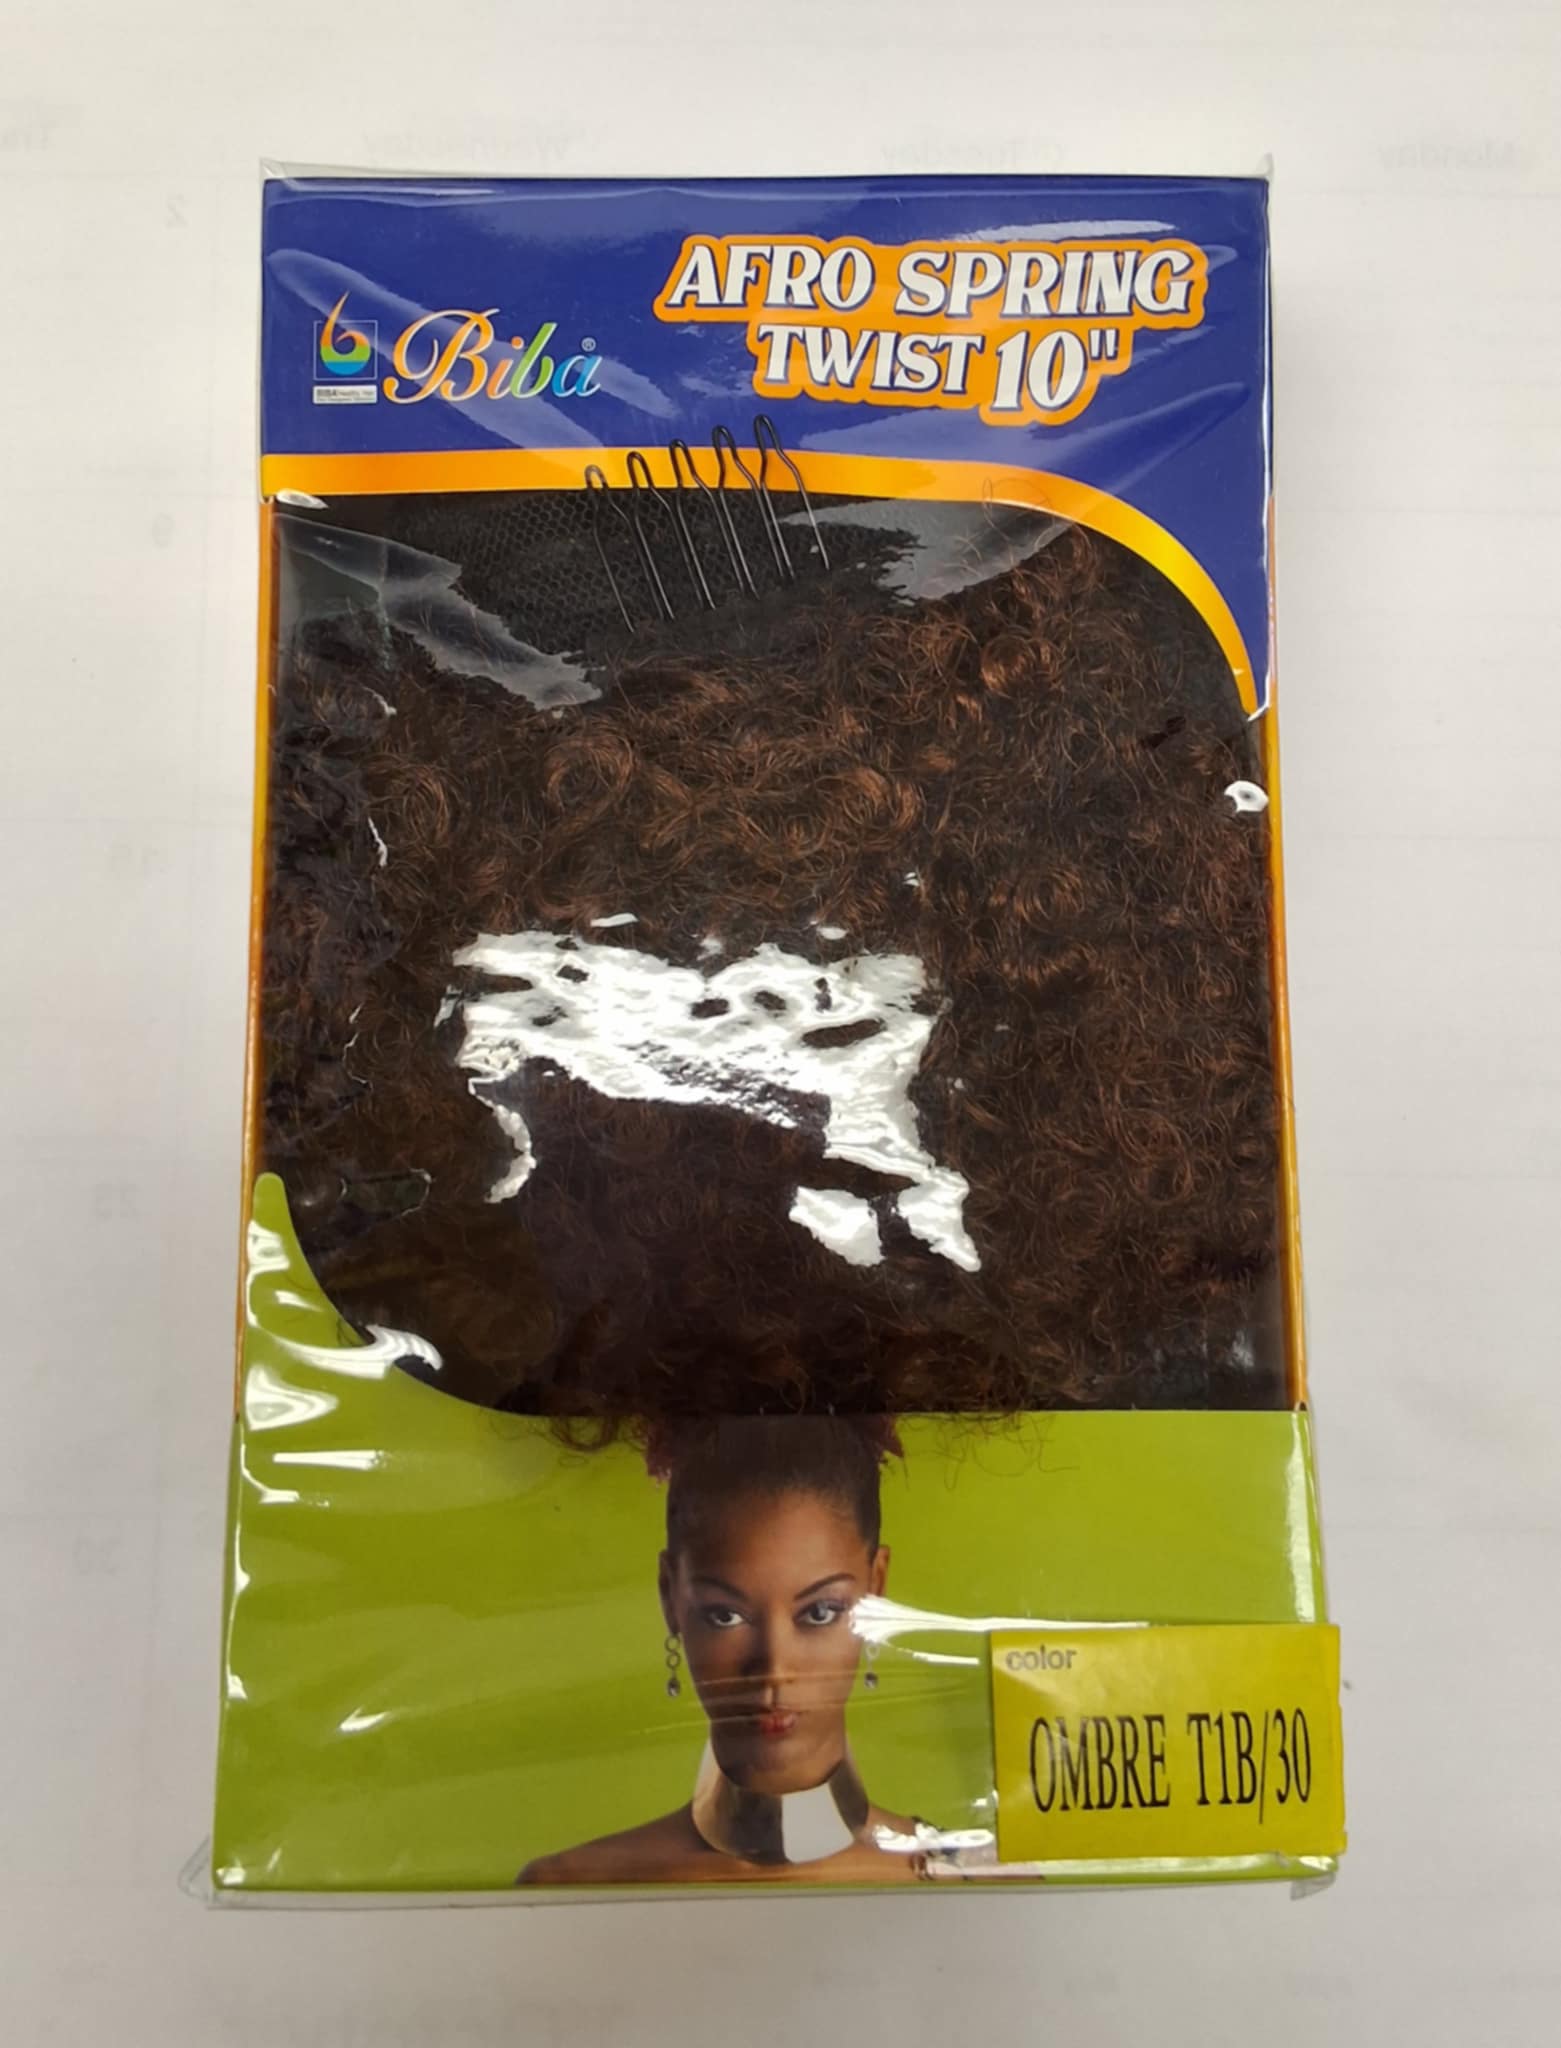 AFRO SPRING
TWIST 10"
Biba®
color
OMBRE T1B/30